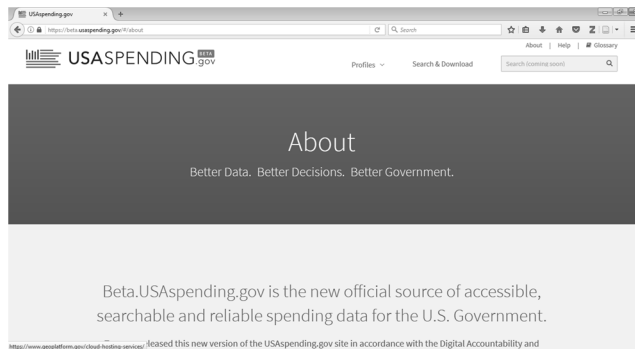 USAspending.gov
https://beta.usaspending.gov/#/about
Search
About | Help | Glossary
USASPENDING.gov BETA
Profiles
Search & Download
Search (coming soon)
About
Better Data. Better Decisions. Better Government.
Beta.USAspending.gov is the new official source of accessible,
searchable and reliable spending data for the U.S. Government.
leased this new version of the USAspending.gov site in accordance with the Digital Accountability and
https://www.geoplatform.gov/cloud-hosting-services/